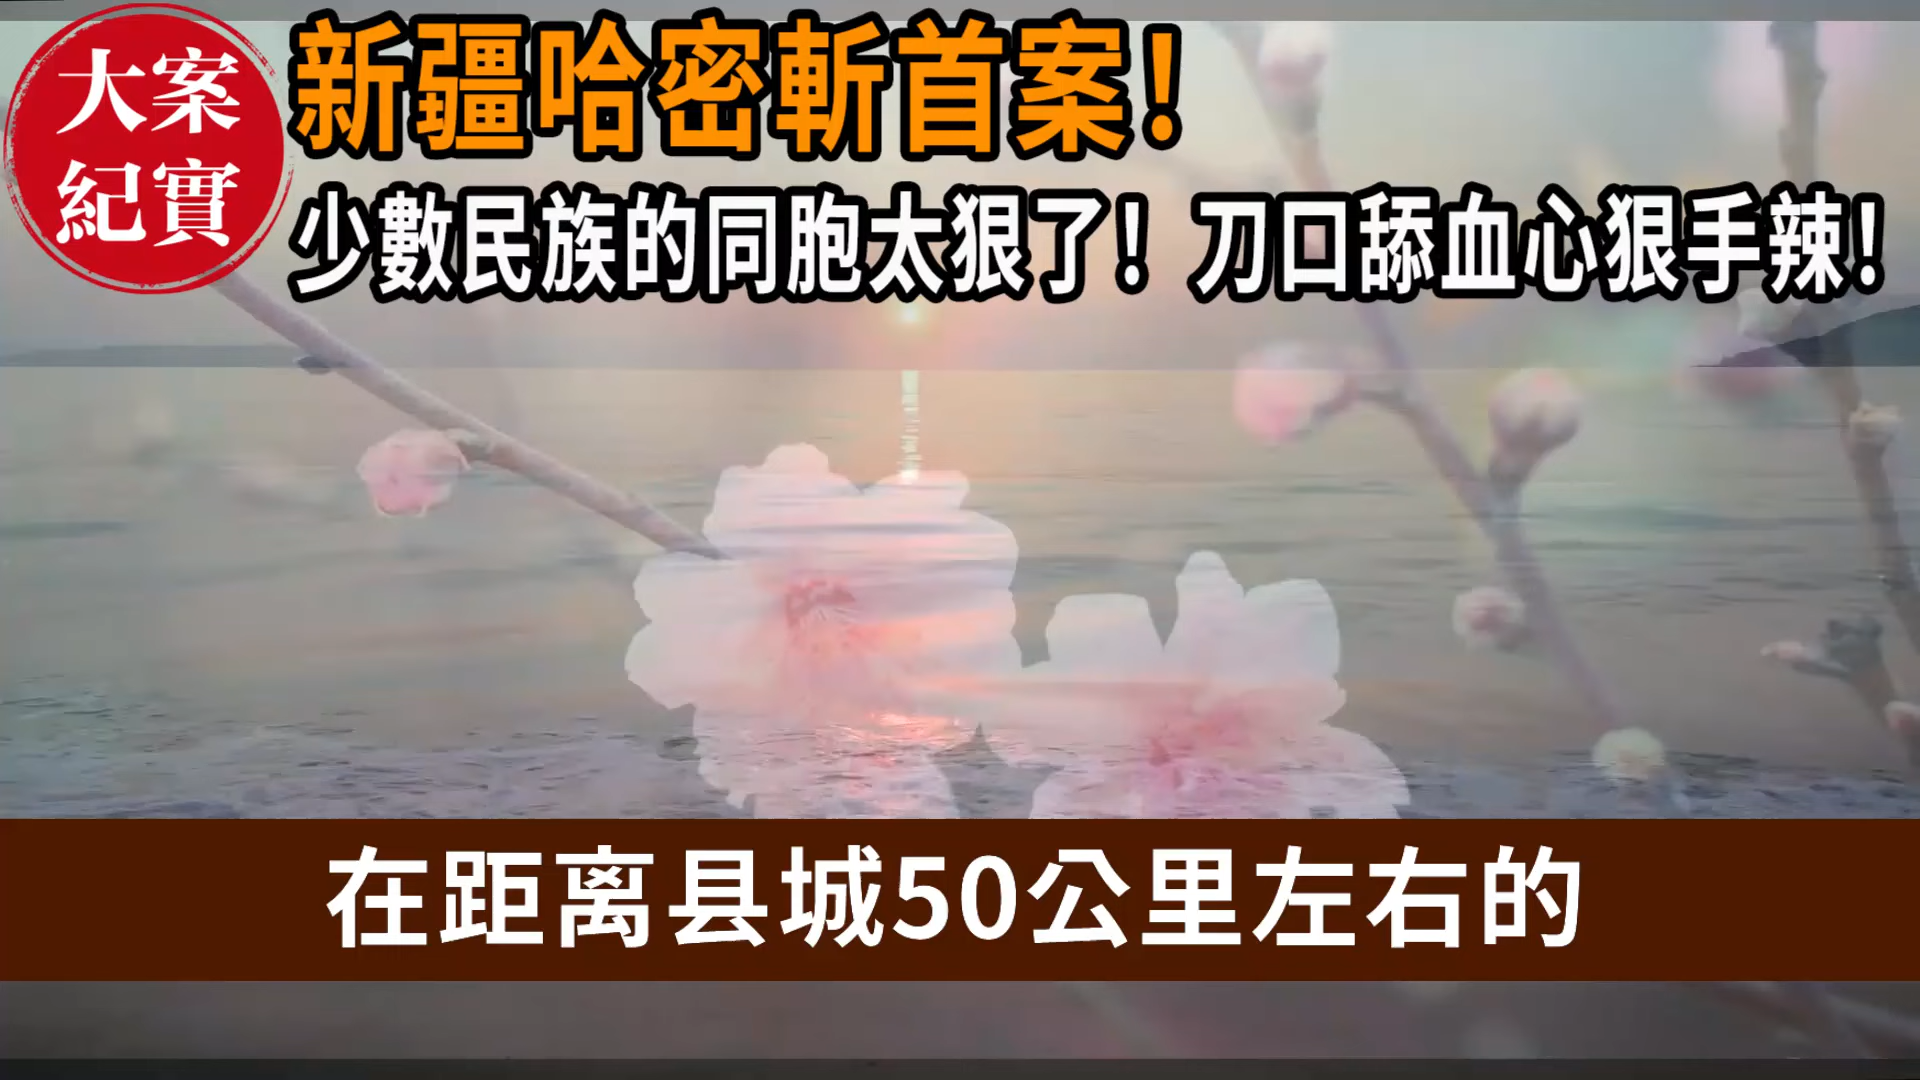 大案
紀實
新疆哈密斬首案！
少數民族的同胞太狠了！刀口舔血心狠手辣！
在距离县城50公里左右的